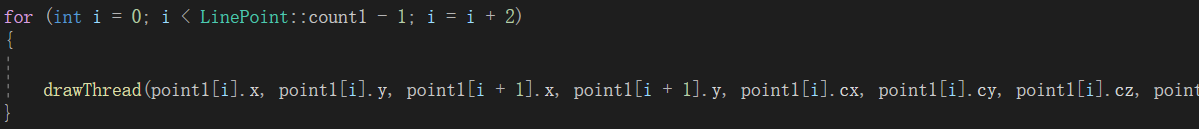 for (int i = 0; i < LinePoint::count1 - 1; i = i + 2)
{
drawThread(point1[i].x, point1[i].y, point1[i + 1].x, point1[i + 1].y, point1[i].cx, point1[i].cy, point1[i].cz, poin
}